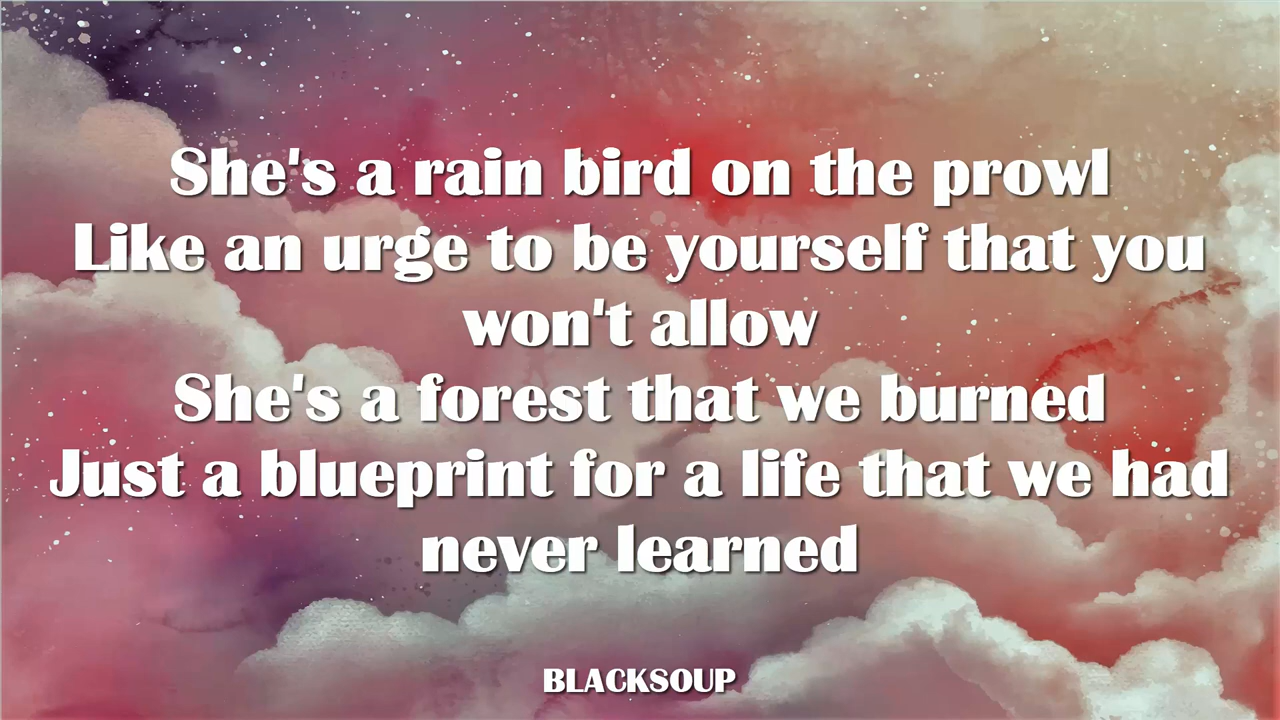 She's a rain bird on the prowl
Like an urge to be yourself that you
won't allow
She's a forest that we burned
Just a blueprint for a life that we had
never learned
BLACKSOUP